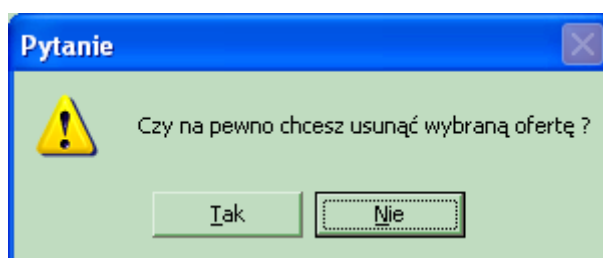 Pytanie
Czy na pewno chcesz usunąć wybraną ofertę ?
Tak
Nie